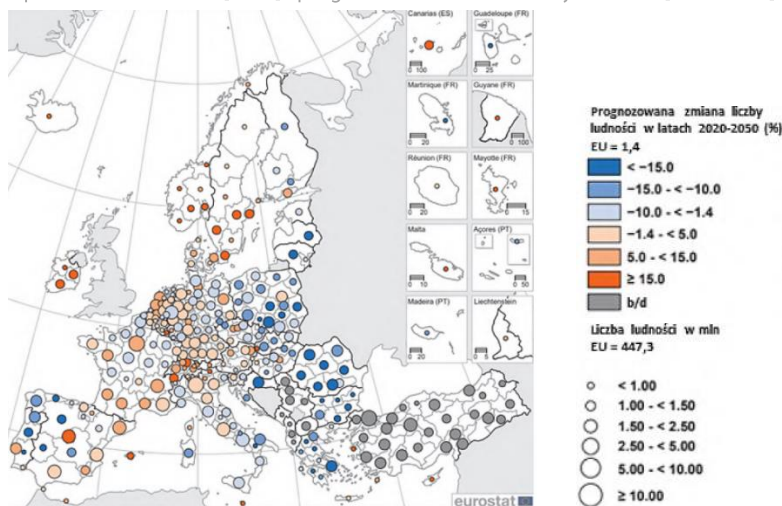 Canarias (ES)
0 100
Guadeloupe (FR)
0 25
Martinique (FR)
0 20
Guyane (FR)
0 100
Réunion (FR)
0 20
Mayotte (FR)
0 15
Malta
0 10
Açores (PT)
0 50
Madeira (PT)
0 20
Liechtenstein
0 5
eurostat
Prognozowana zmiana liczby
ludności w latach 2020-2050 (%)
EU = 1,4
< −15.0
−15.0 - < −10.0
−10.0 - < −1.4
−1.4 - < 5.0
5.0 - < 15.0
≥ 15.0
b/d
Liczba ludności w mln
EU = 447,3
< 1.00
1.00 - < 1.50
1.50 - < 2.50
2.50 - < 5.00
5.00 - < 10.00
≥ 10.00